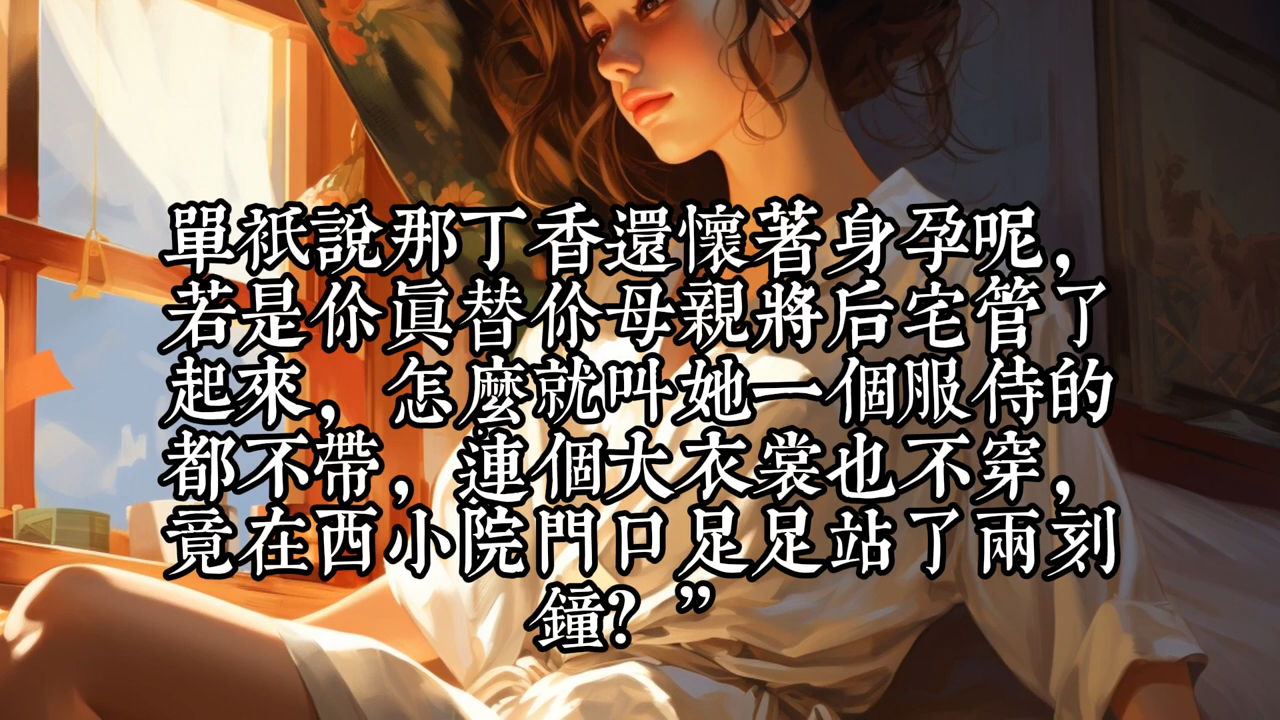 單衹說那丁香還懷著身孕呢，
若是伱眞替伱母親將后宅管了
起來，怎麼就叫她一個服侍的
都不帶，連個大衣裳也不穿，
竟在西小院門口足足站了兩刻
鐘？”